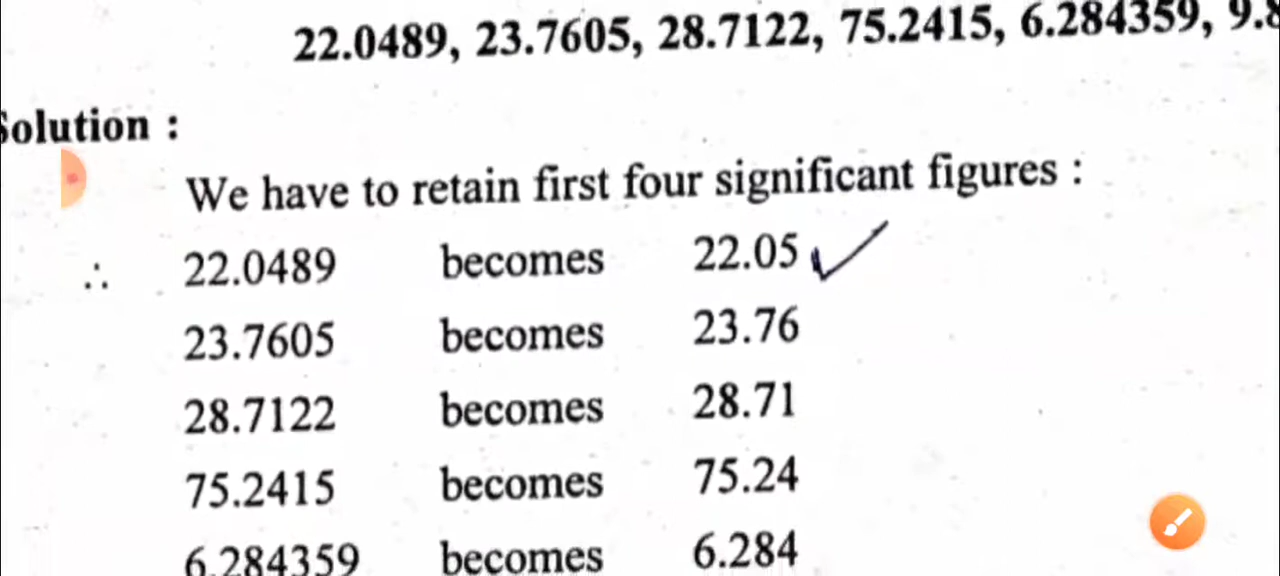 22.0489, 23.7605, 28.7122, 75.2415, 6.284359, 9.8
Solution :
We have to retain first four significant figures :
∴ 22.0489 becomes 22.05
23.7605 becomes 23.76
28.7122 becomes 28.71
75.2415 becomes 75.24
6.284359 becomes 6.284